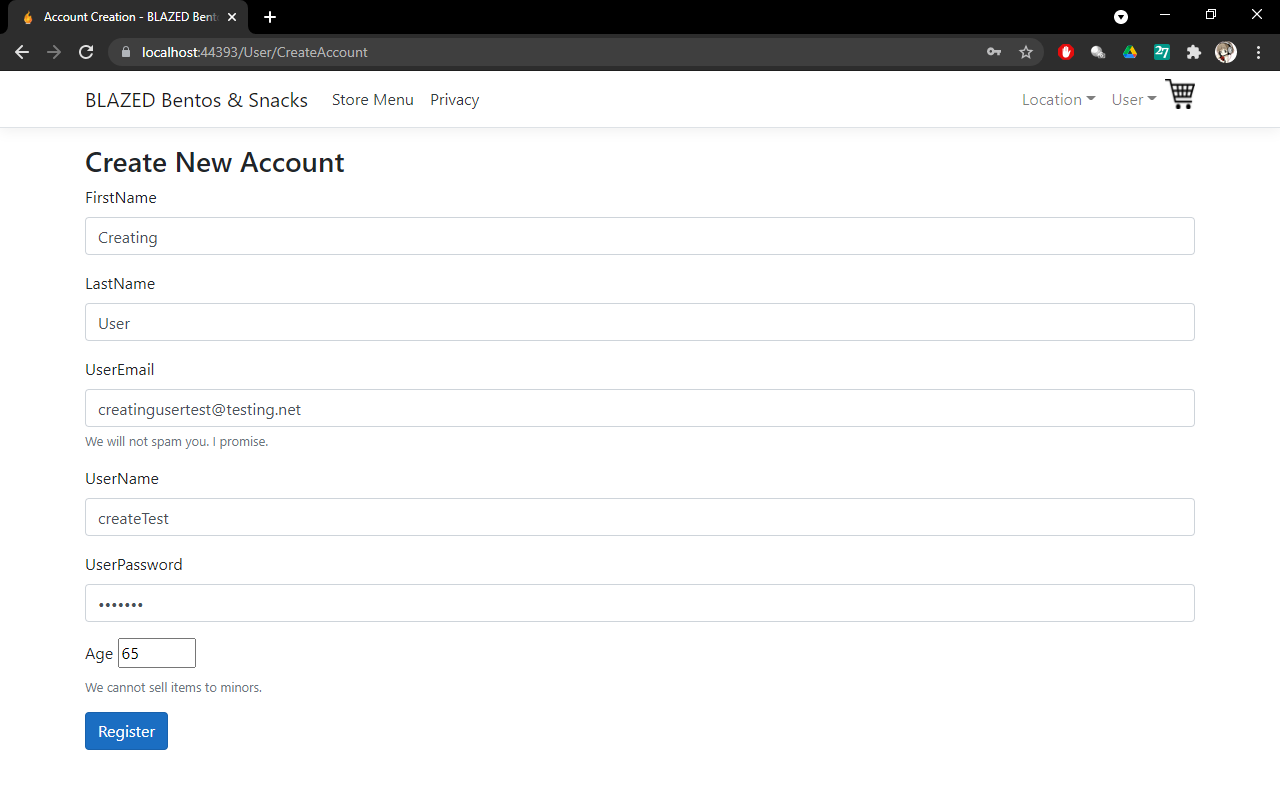 Account Creation - BLAZED Bent
localhost:44393/User/CreateAccount
27
BLAZED Bentos & Snacks Store Menu Privacy Location User
Create New Account
FirstName
Creating
LastName
User
UserEmail
creatingusertest@testing.net
We will not spam you. I promise.
UserName
createTest
UserPassword
•••••••
Age 65
We cannot sell items to minors.
Register